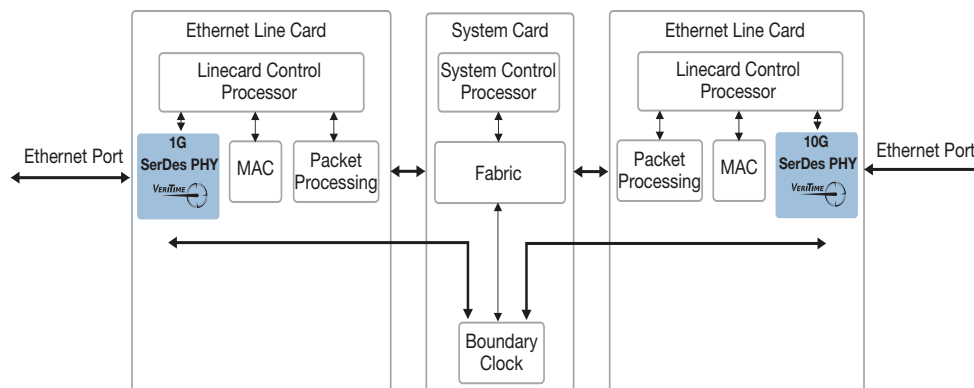 Ethernet Line Card
System Card
Ethernet Line Card
Linecard Control
Processor
System Control
Processor
Linecard Control
Processor
Ethernet Port
1G
SerDes PHY
VERITIME
MAC
Packet
Processing
Fabric
Packet
Processing
MAC
10G
SerDes PHY
VERITIME
Ethernet Port
Boundary
Clock